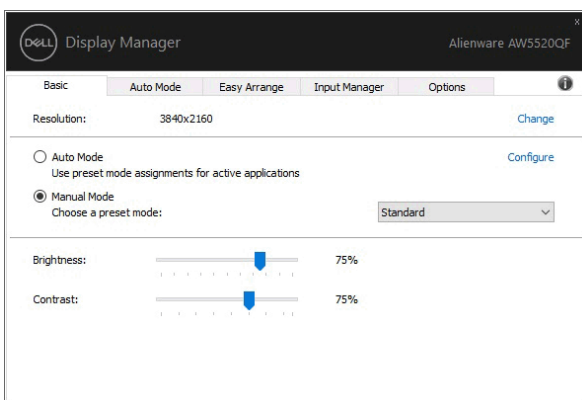 DELL Display Manager Alienware AW5520QF
Basic Auto Mode Easy Arrange Input Manager Options
Resolution: 3840x2160 Change
Auto Mode Configure
Use preset mode assignments for active applications
Manual Mode
Choose a preset mode: Standard
Brightness: 75%
Contrast: 75%